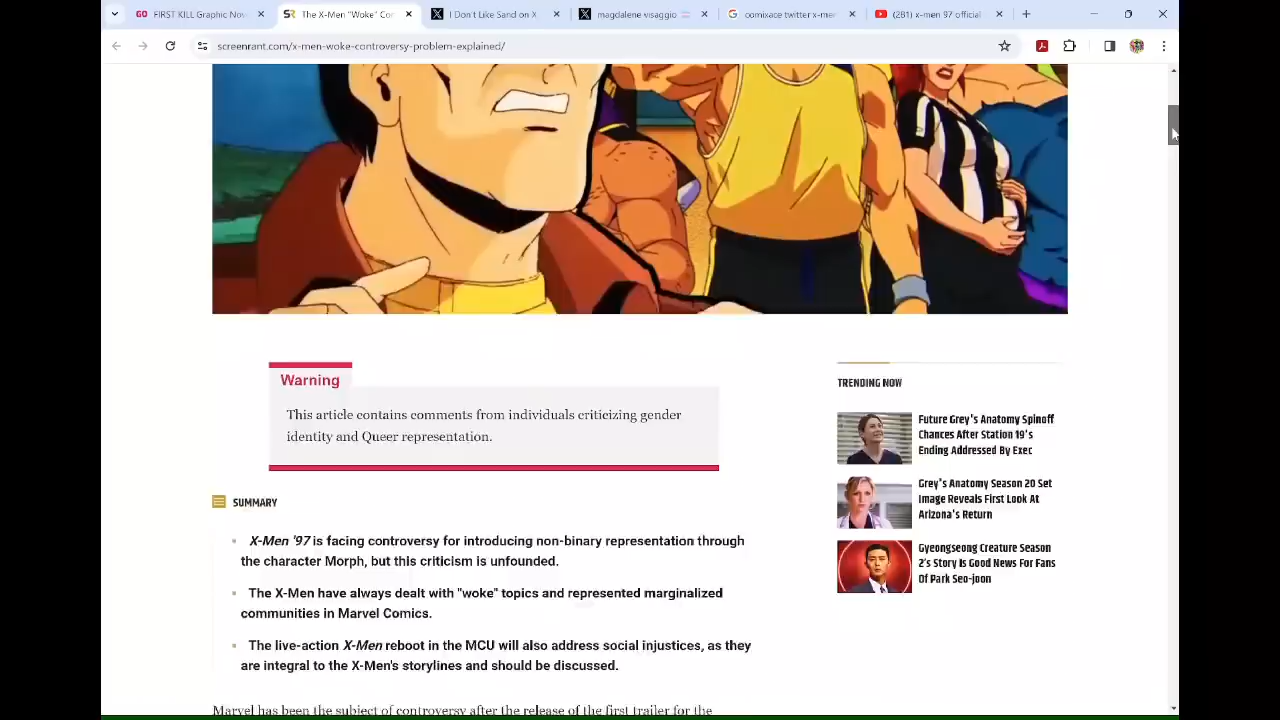 FIRST KILL Graphic Nov
The X-Men "Woke" Con
I Don't Like Sand on X
magdalene visaggio
oomixace twitter x-men
(281) x-men 97 official
screenrant.com/x-men-woke-controversy-problem-explained/
Warning
This article contains comments from individuals criticizing gender
identity and Queer representation.
SUMMARY
X-Men '97 is facing controversy for introducing non-binary representation through
the character Morph, but this criticism is unfounded.
The X-Men have always dealt with "woke" topics and represented marginalized
communities in Marvel Comics.
The live-action X-Men reboot in the MCU will also address social injustices, as they
are integral to the X-Men's storylines and should be discussed.
Marvel has been the subject of controversy after the release of the first trailer for the
TRENDING NOW
Future Grey's Anatomy Spinoff
Chances After Station 19's
Ending Addressed By Exec
Grey's Anatomy Season 20 Set
Image Reveals First Look At
Arizona's Return
Gyeongseong Creature Season
2's Story Is Good News For Fans
Of Park Seo-joon